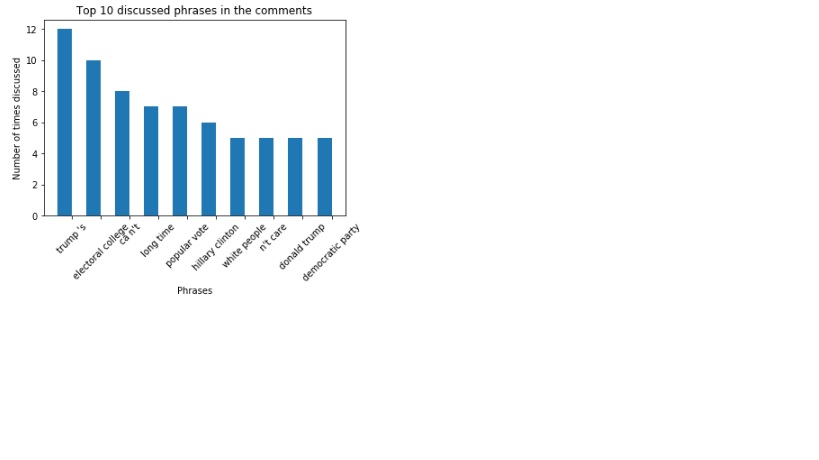 Top 10 discussed phrases in the comments
Number of times discussed
12
10
8
6
4
2
0
trump 's
electoral college
ca n't
long time
popular vote
hillary clinton
white people
n't care
donald trump
democratic party
Phrases